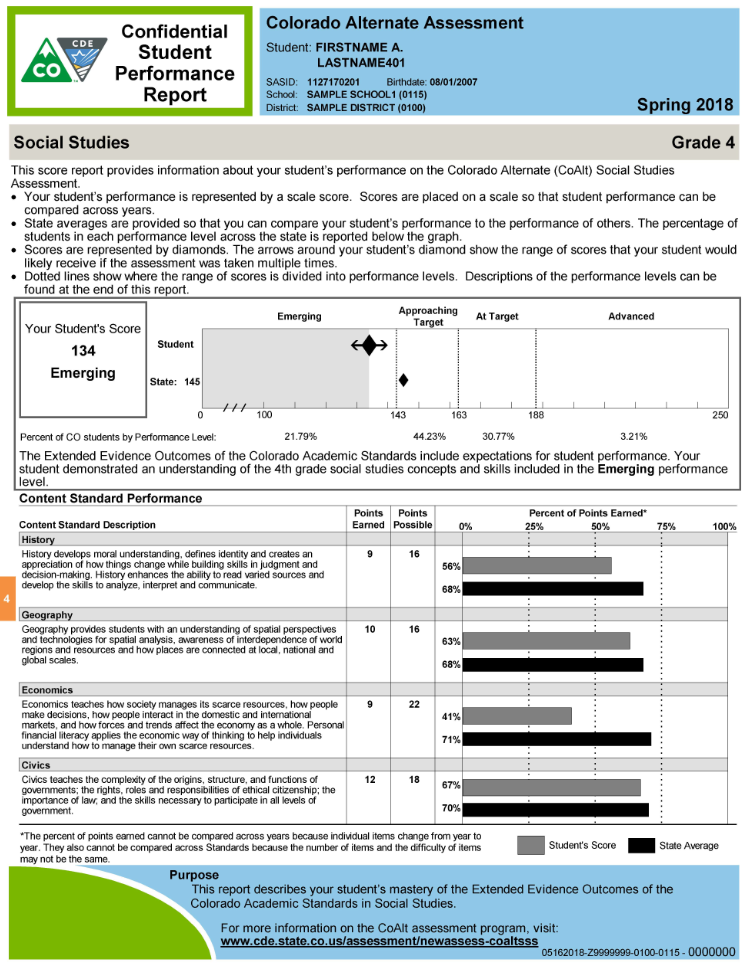 CDE
CO
TM
Confidential
Student
Performance
Report
Colorado Alternate Assessment
Student: FIRSTNAME A.
LASTNAME401
SASID: 1127170201 Birthdate: 08/01/2007
School: SAMPLE SCHOOL1 (0115)
District: SAMPLE DISTRICT (0100)
Spring 2018
Social Studies Grade 4
This score report provides information about your student's performance on the Colorado Alternate (CoAlt) Social Studies
Assessment.
• Your student's performance is represented by a scale score. Scores are placed on a scale so that student performance can be
compared across years.
• State averages are provided so that you can compare your student's performance to the performance of others. The percentage of
students in each performance level across the state is reported below the graph.
• Scores are represented by diamonds. The arrows around your student's diamond show the range of scores that your student would
likely receive if the assessment was taken multiple times.
• Dotted lines show where the range of scores is divided into performance levels. Descriptions of the performance levels can be
found at the end of this report.
Your Student's Score
134
Emerging
Emerging Approaching Target At Target Advanced
Student
State: 145
0 100 143 163 188 250
Percent of CO students by Performance Level: 21.79% 44.23% 30.77% 3.21%
The Extended Evidence Outcomes of the Colorado Academic Standards include expectations for student performance. Your
student demonstrated an understanding of the 4th grade social studies concepts and skills included in the Emerging performance
level.
Content Standard Performance
Content Standard Description Points Earned Points Possible Percent of Points Earned*
0% 25% 50% 75% 100%
History
History develops moral understanding, defines identity and creates an
appreciation of how things change while building skills in judgment and
decision-making. History enhances the ability to read varied sources and
develop the skills to analyze, interpret and communicate.
9 16
56%
68%
4
Geography
Geography provides students with an understanding of spatial perspectives
and technologies for spatial analysis, awareness of interdependence of world
regions and resources and how places are connected at local, national and
global scales.
10 16
63%
68%
Economics
Economics teaches how society manages its scarce resources, how people
make decisions, how people interact in the domestic and international
markets, and how forces and trends affect the economy as a whole. Personal
financial literacy applies the economic way of thinking to help individuals
understand how to manage their own scarce resources.
9 22
41%
71%
Civics
Civics teaches the complexity of the origins, structure, and functions of
governments; the rights, roles and responsibilities of ethical citizenship; the
importance of law; and the skills necessary to participate in all levels of
government.
12 18
67%
70%
*The percent of points earned cannot be compared across years because individual items change from year to
year. They also cannot be compared across Standards because the number of items and the difficulty of items
may not be the same.
Student's Score State Average
Purpose
This report describes your student's mastery of the Extended Evidence Outcomes of the
Colorado Academic Standards in Social Studies.
For more information on the CoAlt assessment program, visit:
www.cde.state.co.us/assessment/newassess-coaltsss
05162018-Z9999999-0100-0115 - 0000000